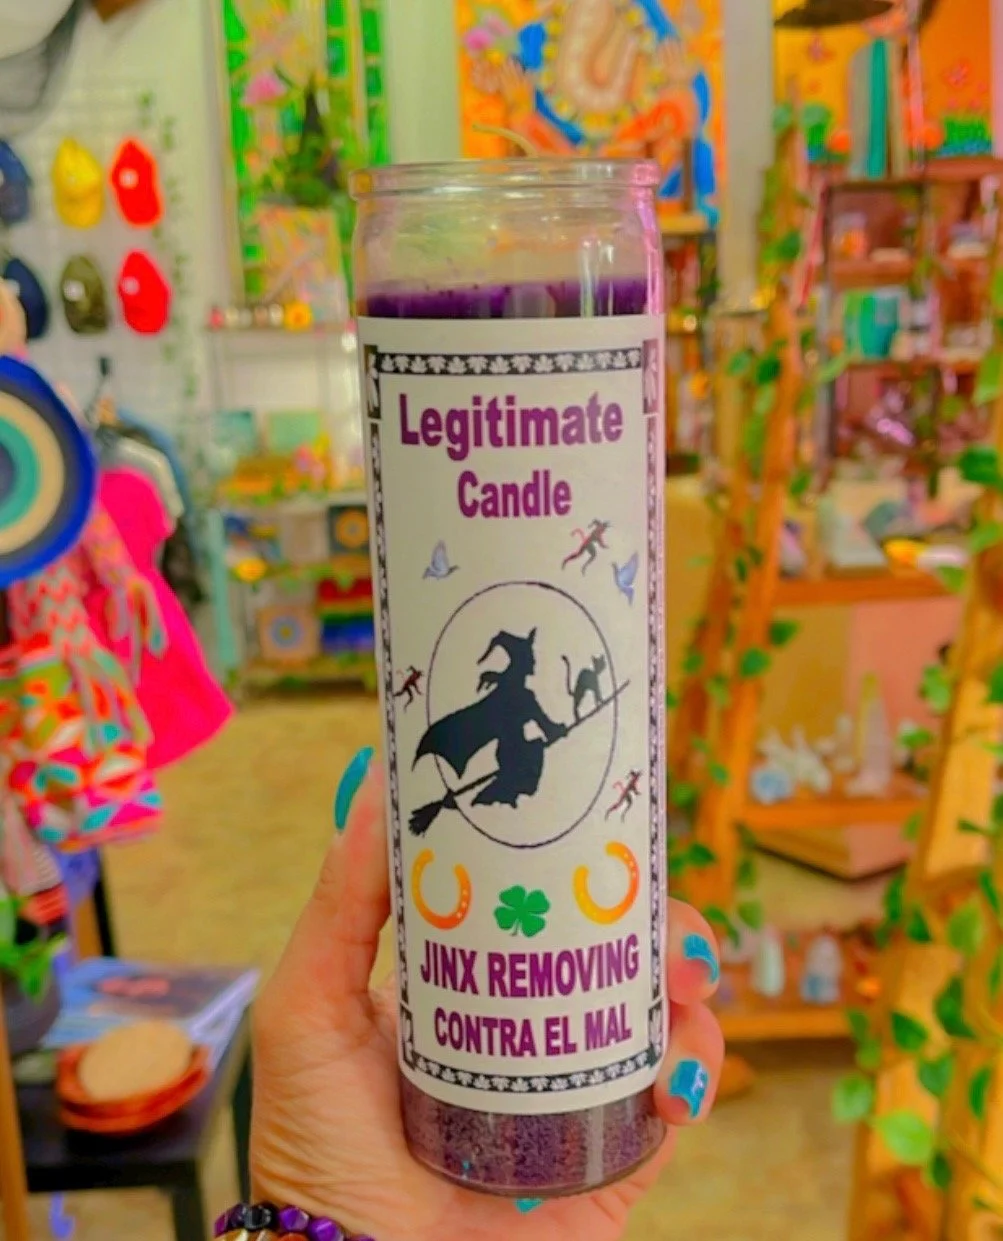 Legitimate
Candle
JINX REMOVING
CONTRA EL MAL